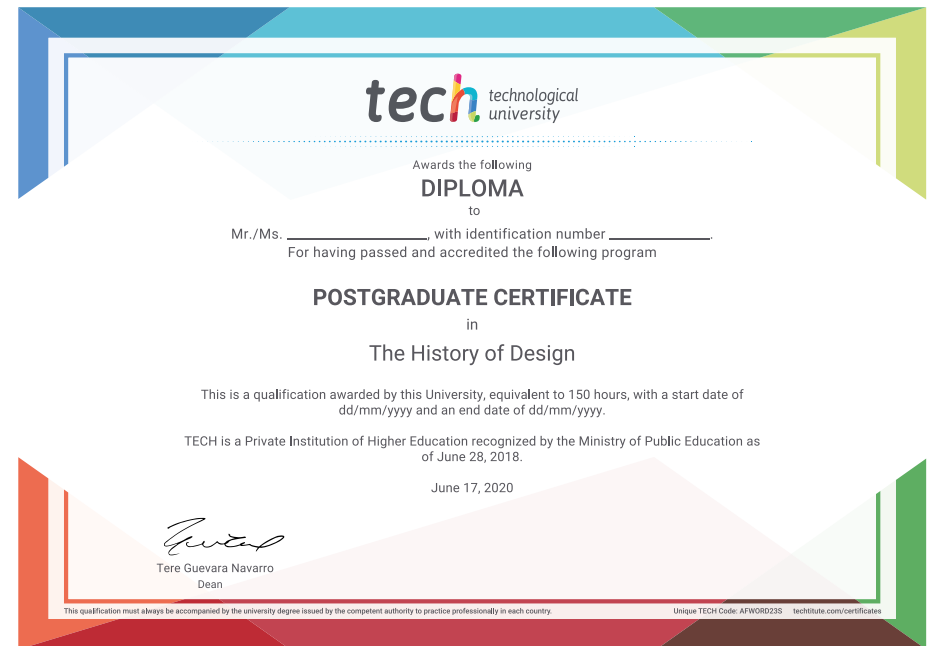 tech technological
university
Awards the following
DIPLOMA
to
Mr./Ms. ____________________, with identification number ______________.
For having passed and accredited the following program
POSTGRADUATE CERTIFICATE
in
The History of Design
This is a qualification awarded by this University, equivalent to 150 hours, with a start date of
dd/mm/yyyy and an end date of dd/mm/yyyy.
TECH is a Private Institution of Higher Education recognized by the Ministry of Public Education as
of June 28, 2018.
June 17, 2020
Tere Guevara Navarro
Dean
This qualification must always be accompanied by the university degree issued by the competent authority to practice professionally in each country.
Unique TECH Code: AFWORD23S techtitute.com/certificates